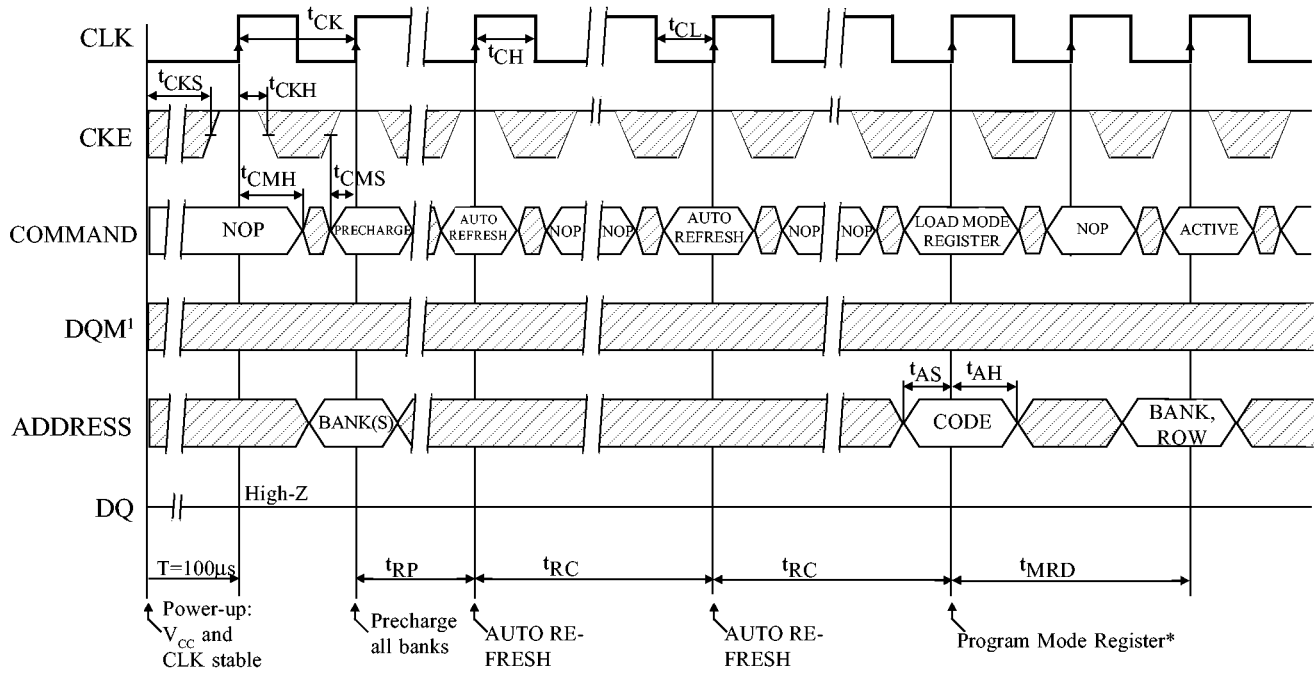 CLK
tCK
tCH
tCL
tCKS
tCKH
CKE
tCMH
tCMS
COMMAND
NOP
PRECHARGE
AUTO
REFRESH
NOP
NOP
AUTO
REFRESH
NOP
NOP
LOAD MODE
REGISTER
NOP
ACTIVE
DQM¹
tAS
tAH
ADDRESS
BANK(S)
CODE
BANK,
ROW
DQ
High-Z
T=100µs
tRP
tRC
tRC
tMRD
Power-up:
VCC and
CLK stable
Precharge
all banks
AUTO RE-
FRESH
AUTO RE-
FRESH
Program Mode Register*